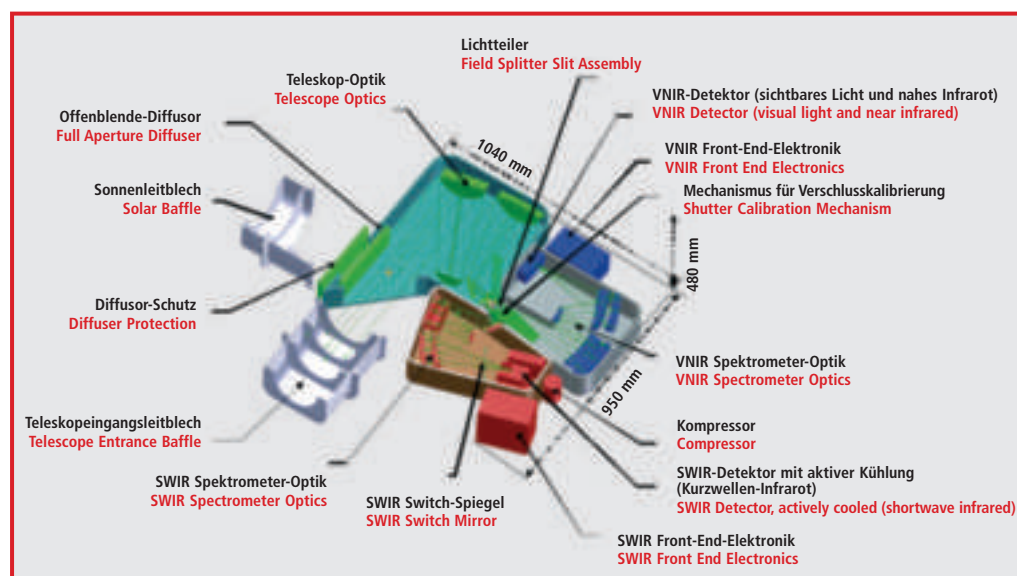 Lichtteiler
Field Splitter Slit Assembly
Teleskop-Optik
Telescope Optics
VNIR-Detektor (sichtbares Licht und nahes Infrarot)
VNIR Detector (visual light and near infrared)
Offenblende-Diffusor
Full Aperture Diffuser
1040 mm
VNIR Front-End-Elektronik
VNIR Front End Electronics
Sonnenleitblech
Solar Baffle
Mechanismus für Verschlusskalibrierung
Shutter Calibration Mechanism
480 mm
Diffusor-Schutz
Diffuser Protection
VNIR Spektrometer-Optik
VNIR Spectrometer Optics
950 mm
Teleskopeingangsleitblech
Telescope Entrance Baffle
Kompressor
Compressor
SWIR Spektrometer-Optik
SWIR Spectrometer Optics
SWIR Switch-Spiegel
SWIR Switch Mirror
SWIR-Detektor mit aktiver Kühlung
(Kurzwellen-Infrarot)
SWIR Detector, actively cooled (shortwave infrared)
SWIR Front-End-Elektronik
SWIR Front End Electronics